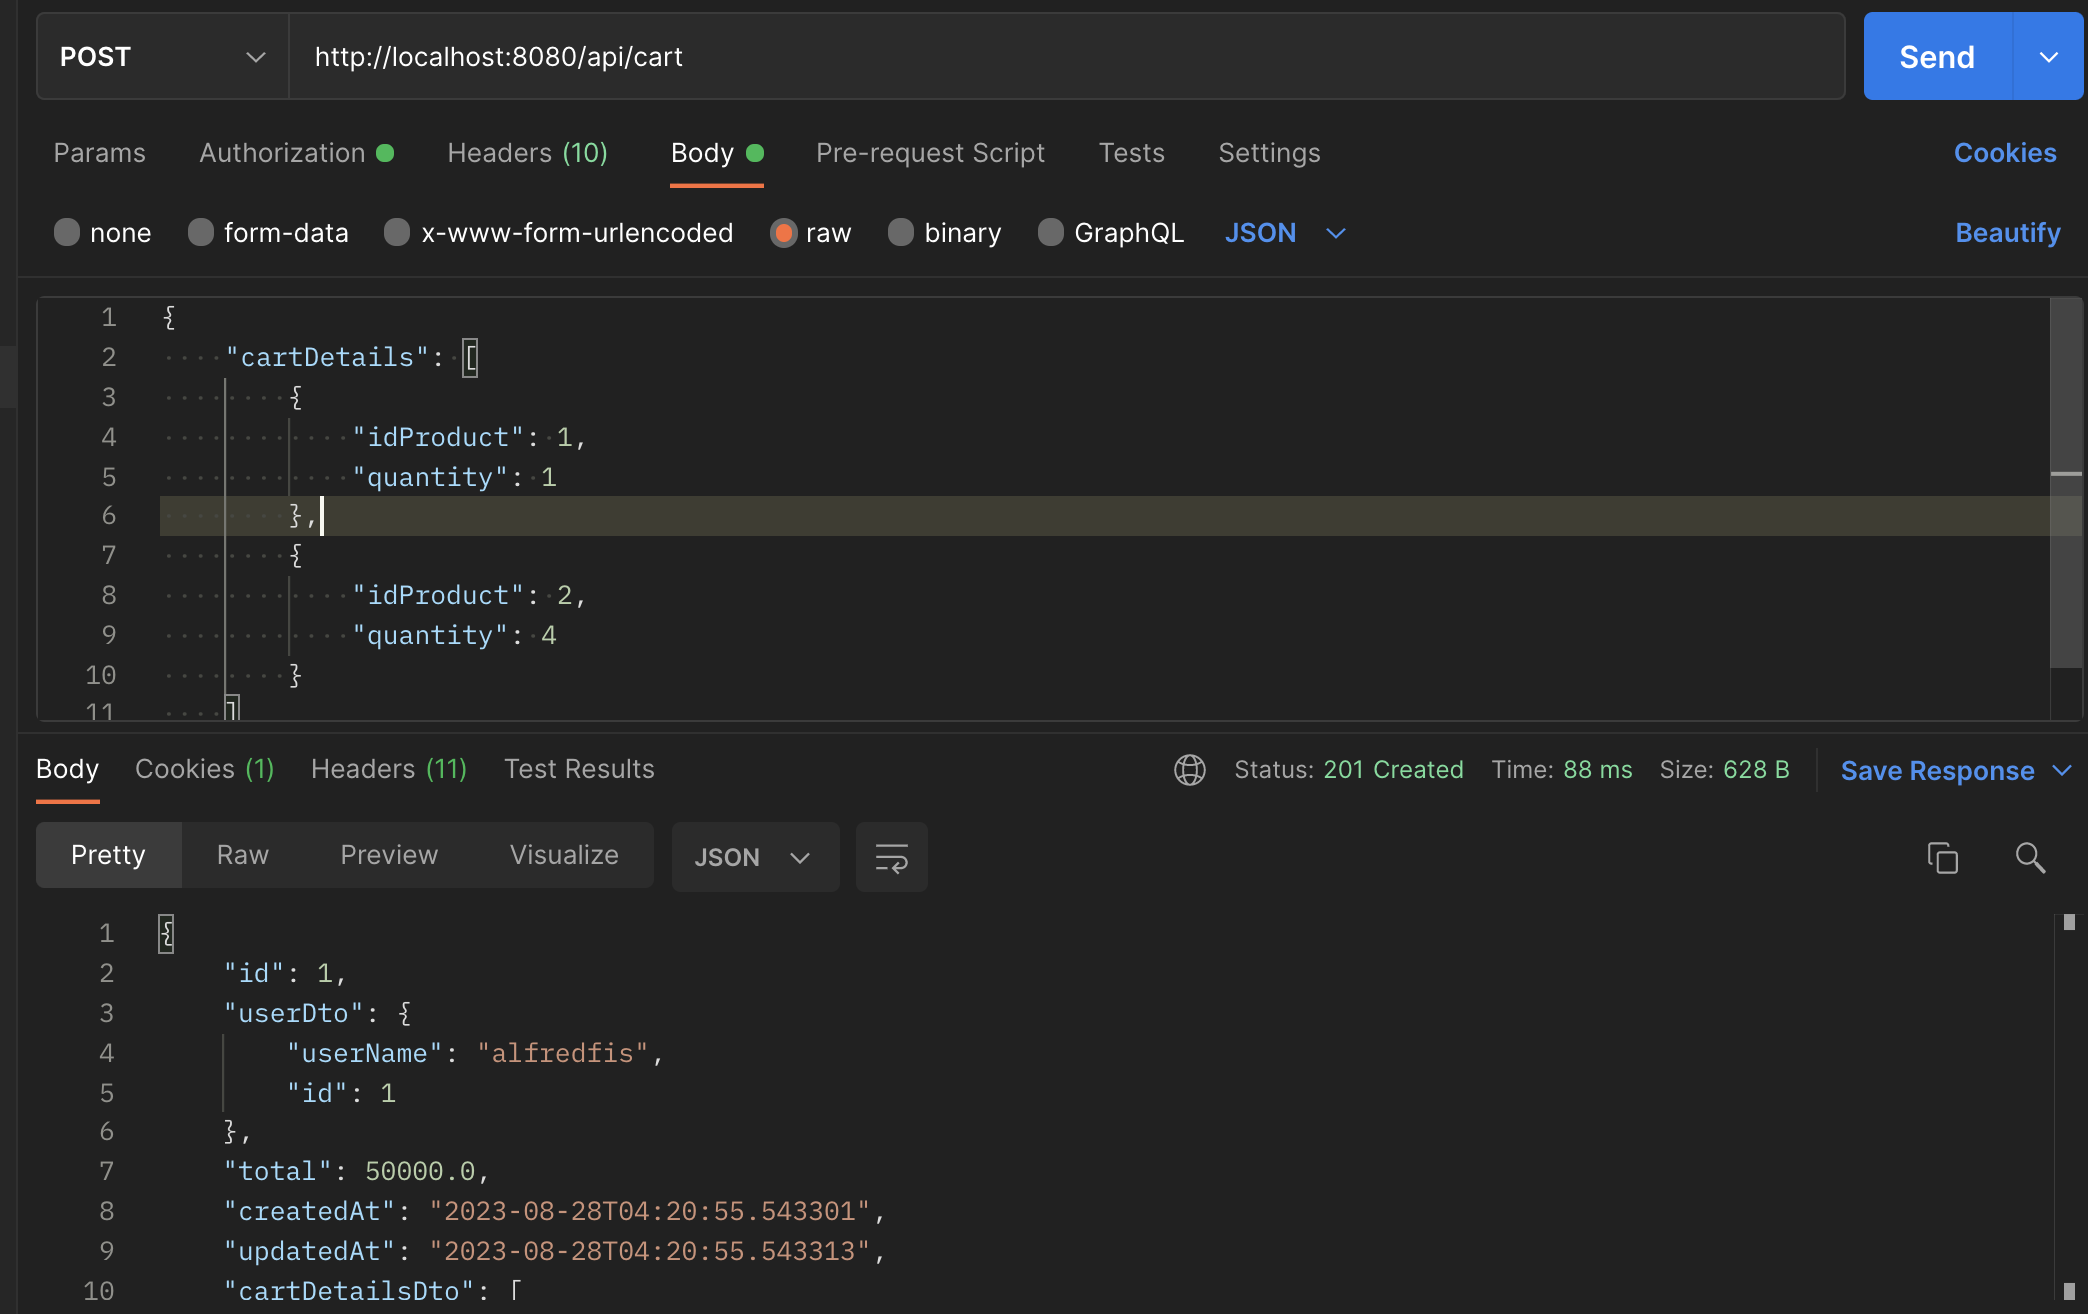 POST http://localhost:8080/api/cart Send
Params Authorization Headers (10) Body Pre-request Script Tests Settings Cookies
none form-data x-www-form-urlencoded raw binary GraphQL JSON Beautify
1 {
2 "cartDetails": [
3 {
4 "idProduct": 1,
5 "quantity": 1
6 },
7 {
8 "idProduct": 2,
9 "quantity": 4
10 }
11 ]
Body Cookies (1) Headers (11) Test Results Status: 201 Created Time: 88 ms Size: 628 B Save Response
Pretty Raw Preview Visualize JSON
1 {
2 "id": 1,
3 "userDto": {
4 "userName": "alfredfis",
5 "id": 1
6 },
7 "total": 50000.0,
8 "createdAt": "2023-08-28T04:20:55.543301",
9 "updatedAt": "2023-08-28T04:20:55.543313",
10 "cartDetailsDto": [